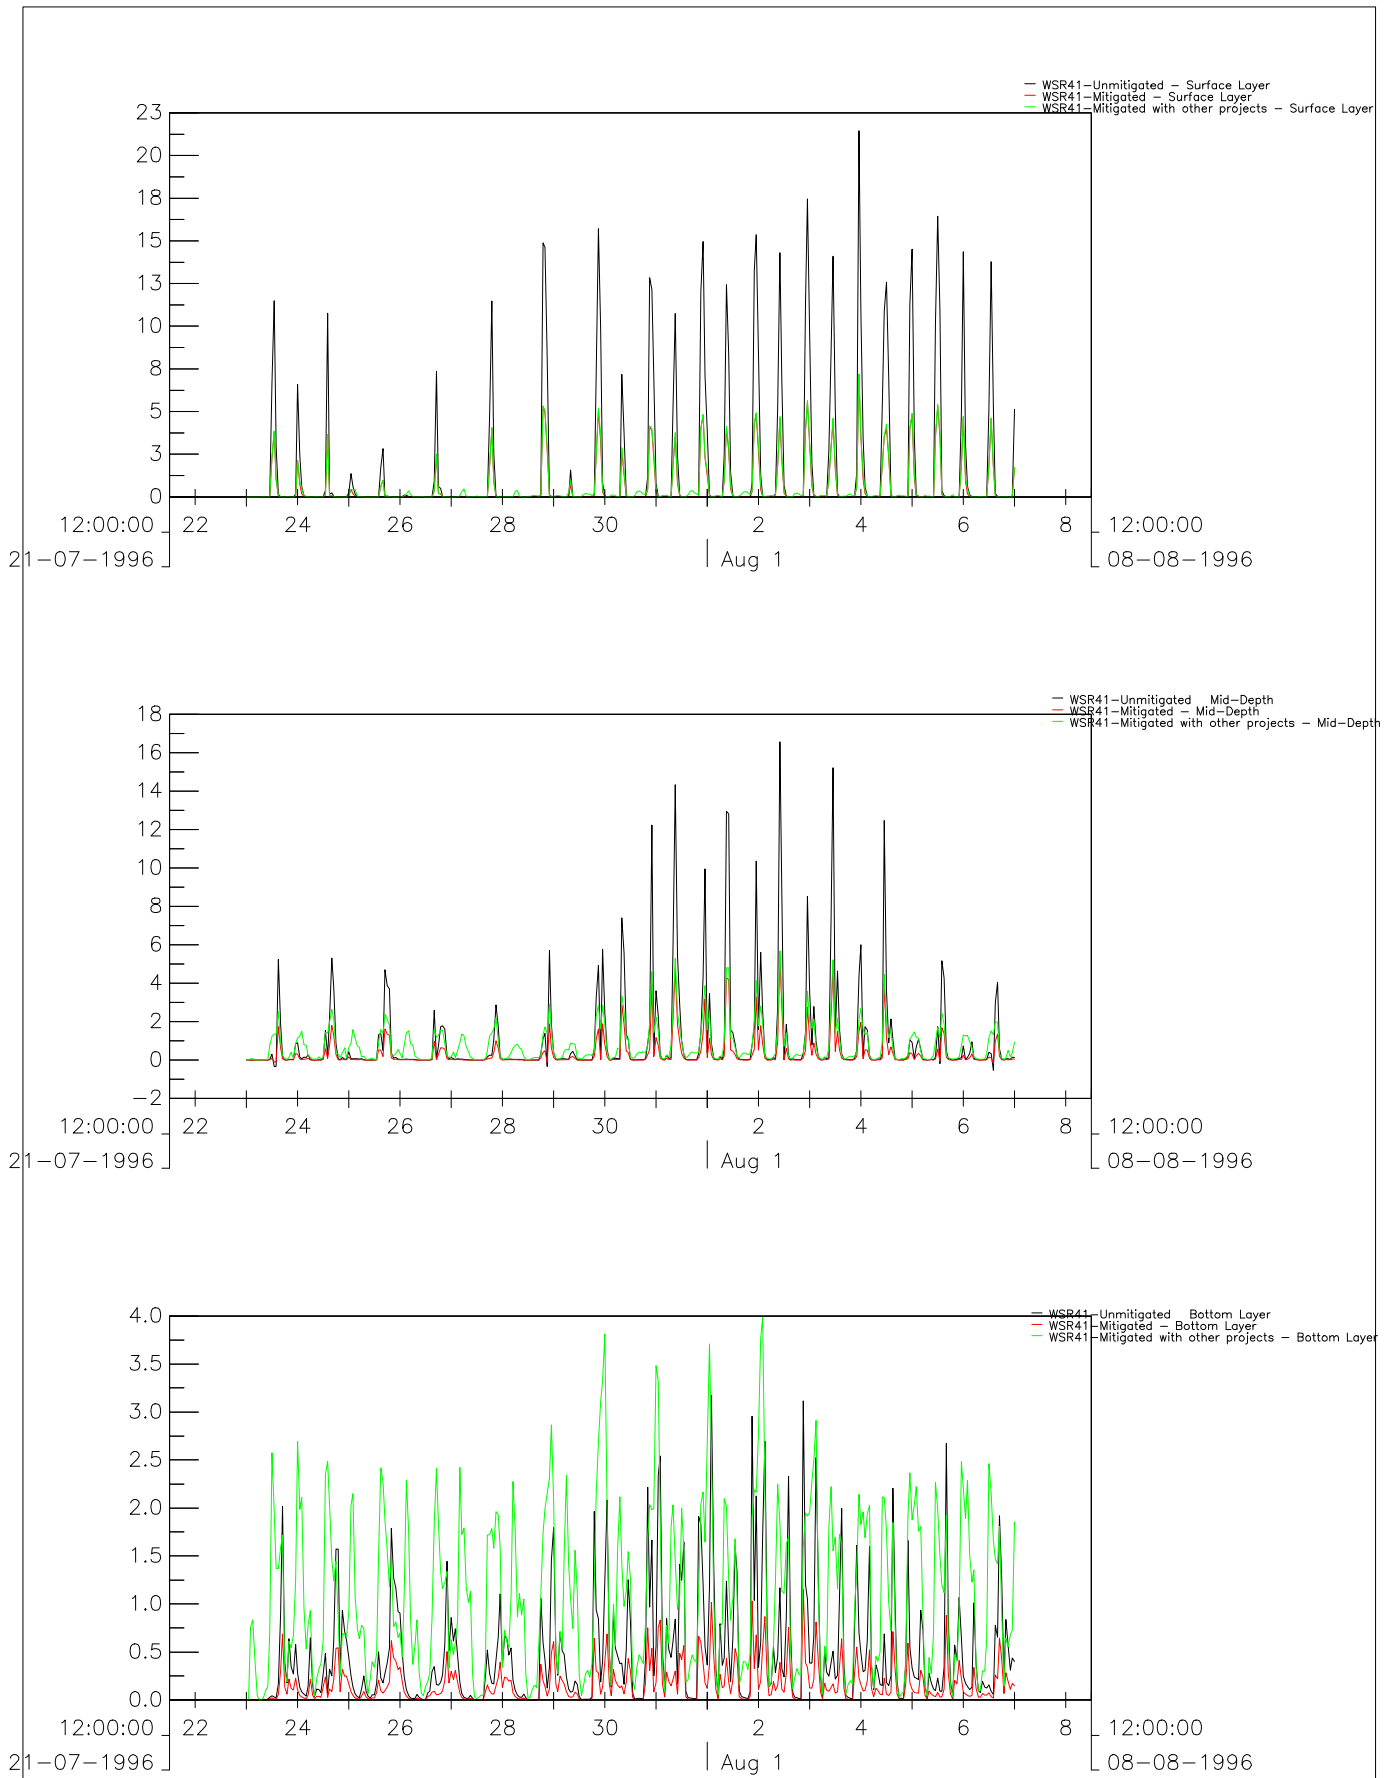 WSR41-Unmitigated - Surface Layer
WSR41-Mitigated - Surface Layer
WSR41-Mitigated with other projects - Surface Layer
23
20
18
15
13
10
8
5
3
0
12:00:00 22 24 26 28 30 2 4 6 8 12:00:00
21-07-1996 Aug 1 08-08-1996
WSR41-Unmitigated Mid-Depth
WSR41-Mitigated - Mid-Depth
WSR41-Mitigated with other projects - Mid-Depth
18
16
14
12
10
8
6
4
2
0
-2
12:00:00 22 24 26 28 30 2 4 6 8 12:00:00
21-07-1996 Aug 1 08-08-1996
WSR41-Unmitigated Bottom Layer
WSR41-Mitigated - Bottom Layer
WSR41-Mitigated with other projects - Bottom Layer
4.0
3.5
3.0
2.5
2.0
1.5
1.0
0.5
0.0
12:00:00 22 24 26 28 30 2 4 6 8 12:00:00
21-07-1996 Aug 1 08-08-1996